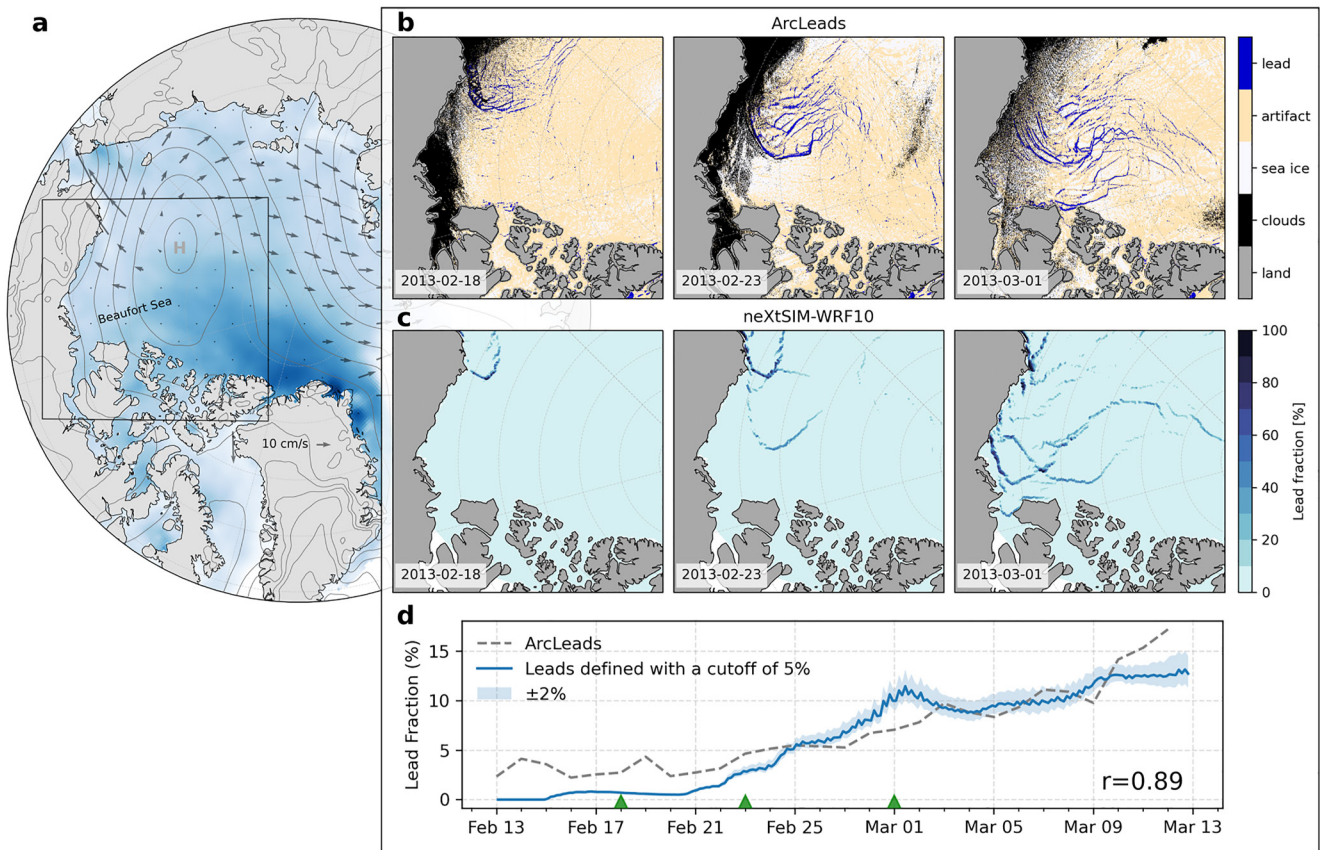 a
H
Beaufort Sea
10 cm/s
b
ArcLeads
2013-02-18
2013-02-23
2013-03-01
lead
artifact
sea ice
clouds
land
c
neXtSIM-WRF10
2013-02-18
2013-02-23
2013-03-01
100
80
60
40
20
0
Lead fraction [%]
d
Lead Fraction (%)
15
10
5
0
ArcLeads
Leads defined with a cutoff of 5%
±2%
r=0.89
Feb 13 Feb 17 Feb 21 Feb 25 Mar 01 Mar 05 Mar 09 Mar 13